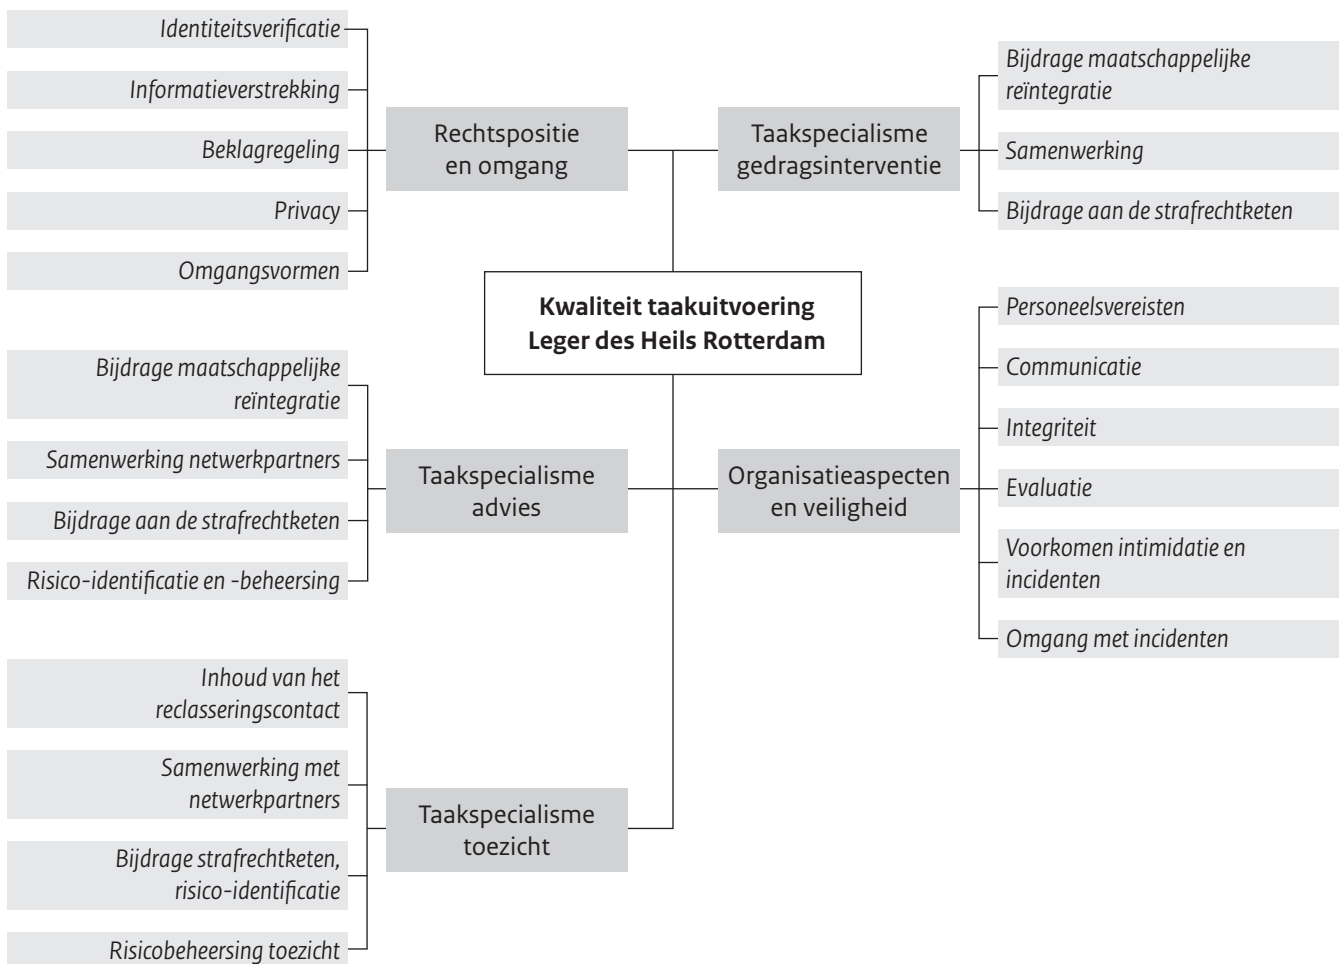 Identiteitsverificatie
Informatieverstrekking
Beklagregeling
Privacy
Omgangsvormen
Rechtspositie
en omgang
Taakspecialisme
gedragsinterventie
Bijdrage maatschappelijke
reïntegratie
Samenwerking
Bijdrage aan de strafrechtketen
Kwaliteit taakuitvoering
Leger des Heils Rotterdam
Bijdrage maatschappelijke
reïntegratie
Samenwerking netwerkpartners
Bijdrage aan de strafrechtketen
Risico-identificatie en -beheersing
Taakspecialisme
advies
Organisatieaspecten
en veiligheid
Personeelsvereisten
Communicatie
Integriteit
Evaluatie
Voorkomen intimidatie en
incidenten
Omgang met incidenten
Inhoud van het
reclasseringscontact
Samenwerking met
netwerkpartners
Bijdrage strafrechtketen,
risico-identificatie
Risicobeheersing toezicht
Taakspecialisme
toezicht